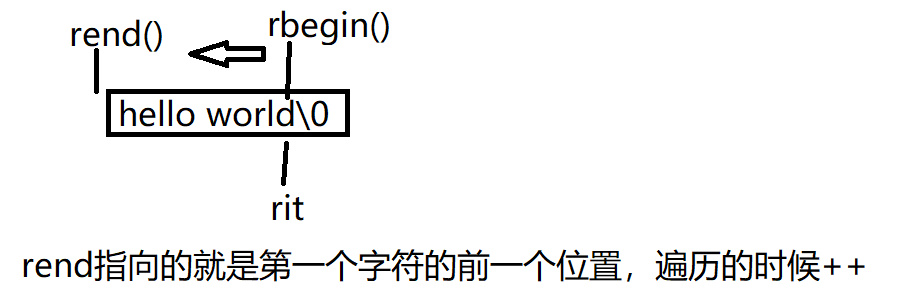 rend() rbegin()
hello world\0
rit
rend指向的就是第一个字符的前一个位置，遍历的时候++